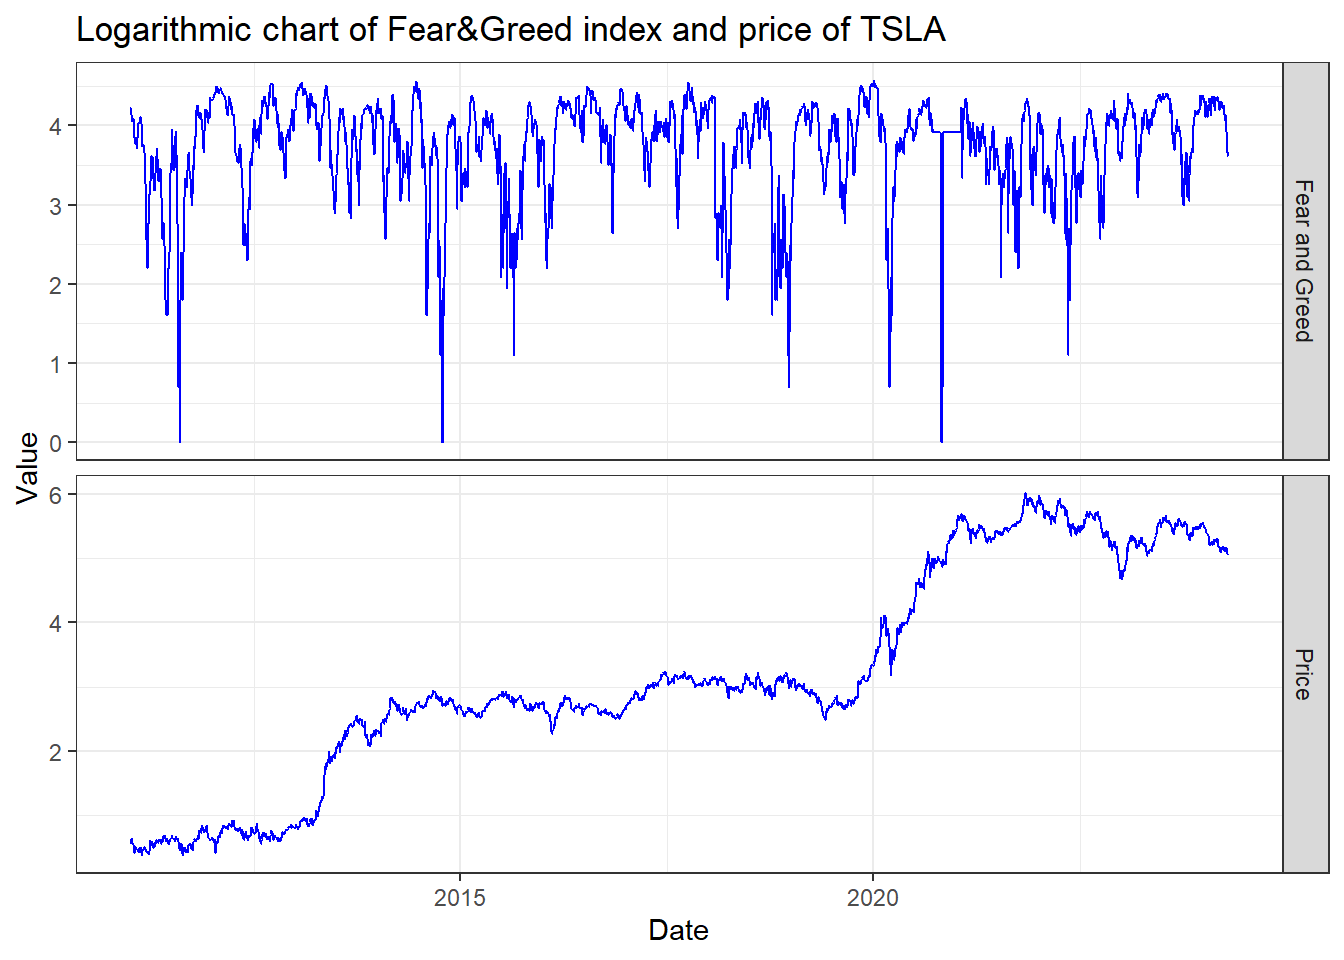 Logarithmic chart of Fear&Greed index and price of TSLA
4
3
2
1
0
Fear and Greed
Value
6
4
2
Price
2015
2020
Date